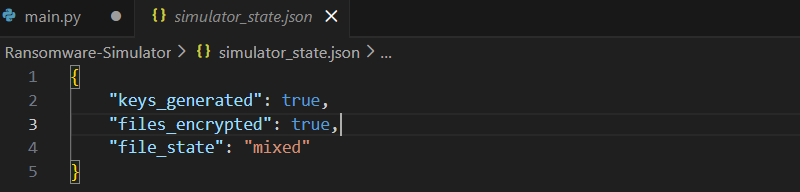 main.py
{} simulator_state.json
Ransomware-Simulator > {} simulator_state.json > ...
1 {
2 "keys_generated": true,
3 "files_encrypted": true,
4 "file_state": "mixed"
5 }